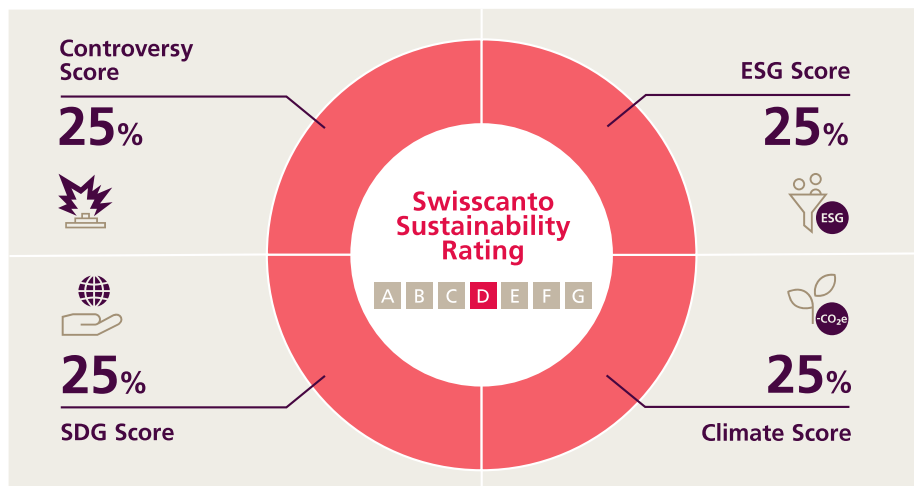 Controversy
Score
25%
ESG Score
25%
ESG
Swisscanto
Sustainability
Rating
A B C D E F G
25%
SDG Score
-CO₂e
25%
Climate Score